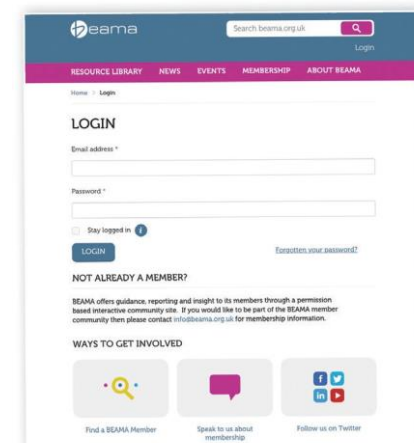 beama
Search beama.org.uk
Login
RESOURCE LIBRARY NEWS EVENTS MEMBERSHIP ABOUT BEAMA
Home > Login
LOGIN
Email address *
Password *
Stay logged in i
LOGIN
Forgotten your password?
NOT ALREADY A MEMBER?
BEAMA offers guidance, reporting and insight to its members through a permission
based interactive community site. If you would like to be part of the BEAMA member
community then please contact info@beama.org.uk for membership information.
WAYS TO GET INVOLVED
Find a BEAMA Member
Speak to us about
membership
Follow us on Twitter